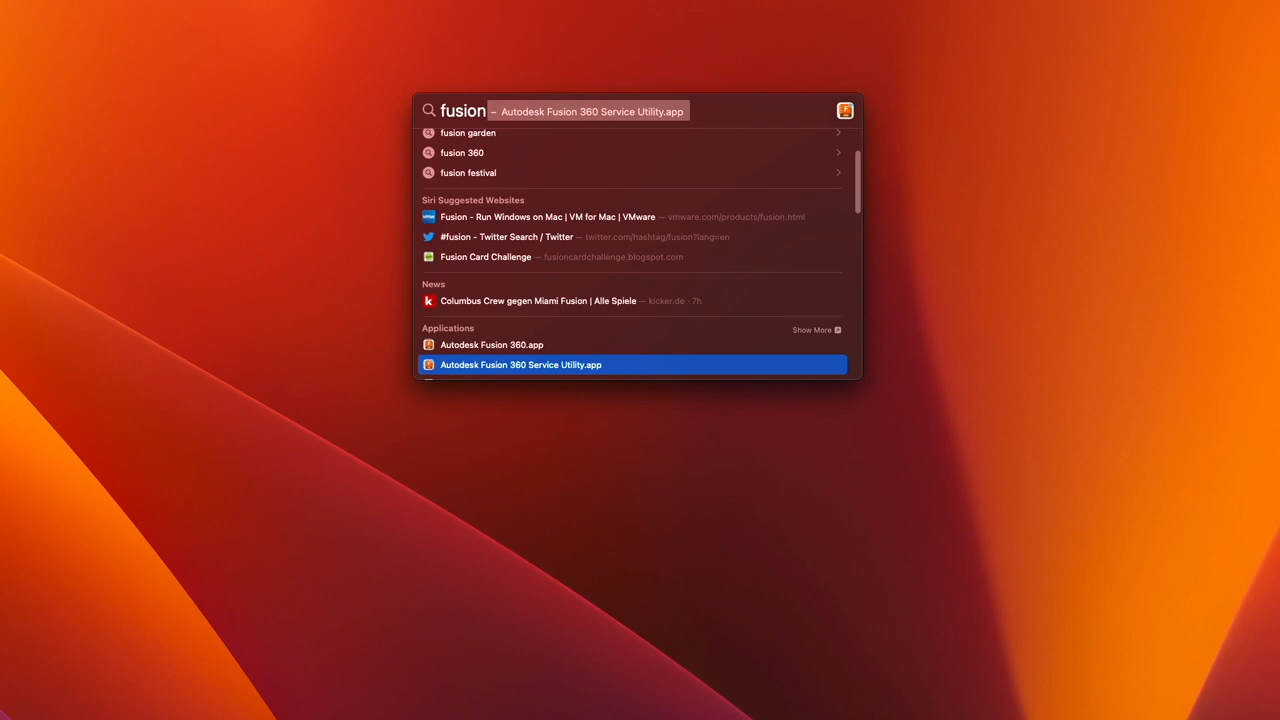 fusion – Autodesk Fusion 360 Service Utility.app
fusion garden
fusion 360
fusion festival
Siri Suggested Websites
Fusion - Run Windows on Mac | VM for Mac | VMware — vmware.com/products/fusion.html
#fusion - Twitter Search / Twitter — twitter.com/hashtag/fusion?lang=en
Fusion Card Challenge — fusioncardchallenge.blogspot.com
News
Columbus Crew gegen Miami Fusion | Alle Spiele — kicker.de · 7h
Applications Show More
Autodesk Fusion 360.app
Autodesk Fusion 360 Service Utility.app